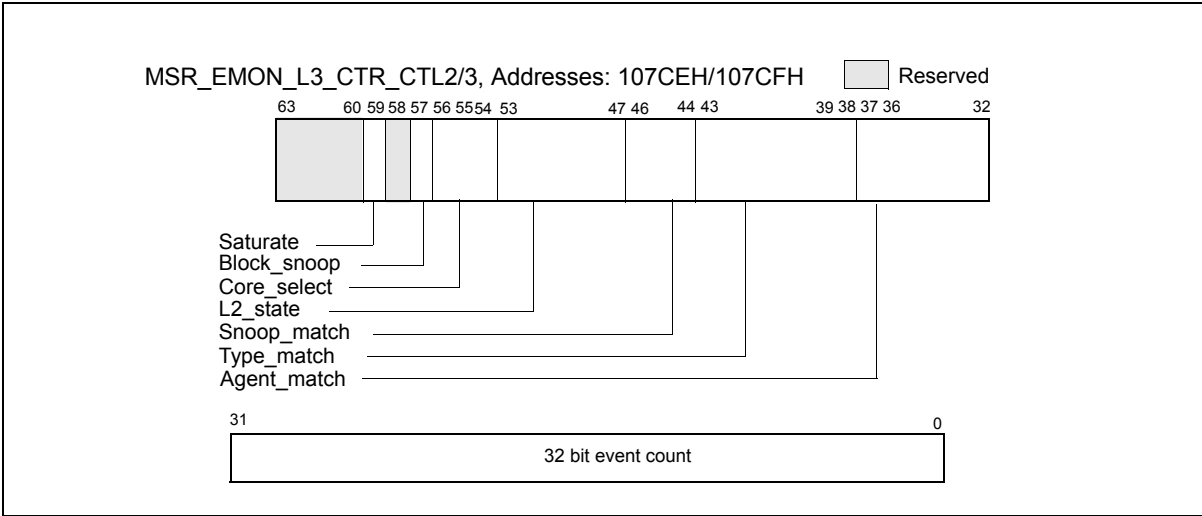 MSR_EMON_L3_CTR_CTL2/3, Addresses: 107CEH/107CFH Reserved
63 60 59 58 57 56 55 54 53 47 46 44 43 39 38 37 36 32
Saturate
Block_snoop
Core_select
L2_state
Snoop_match
Type_match
Agent_match
31 0
32 bit event count